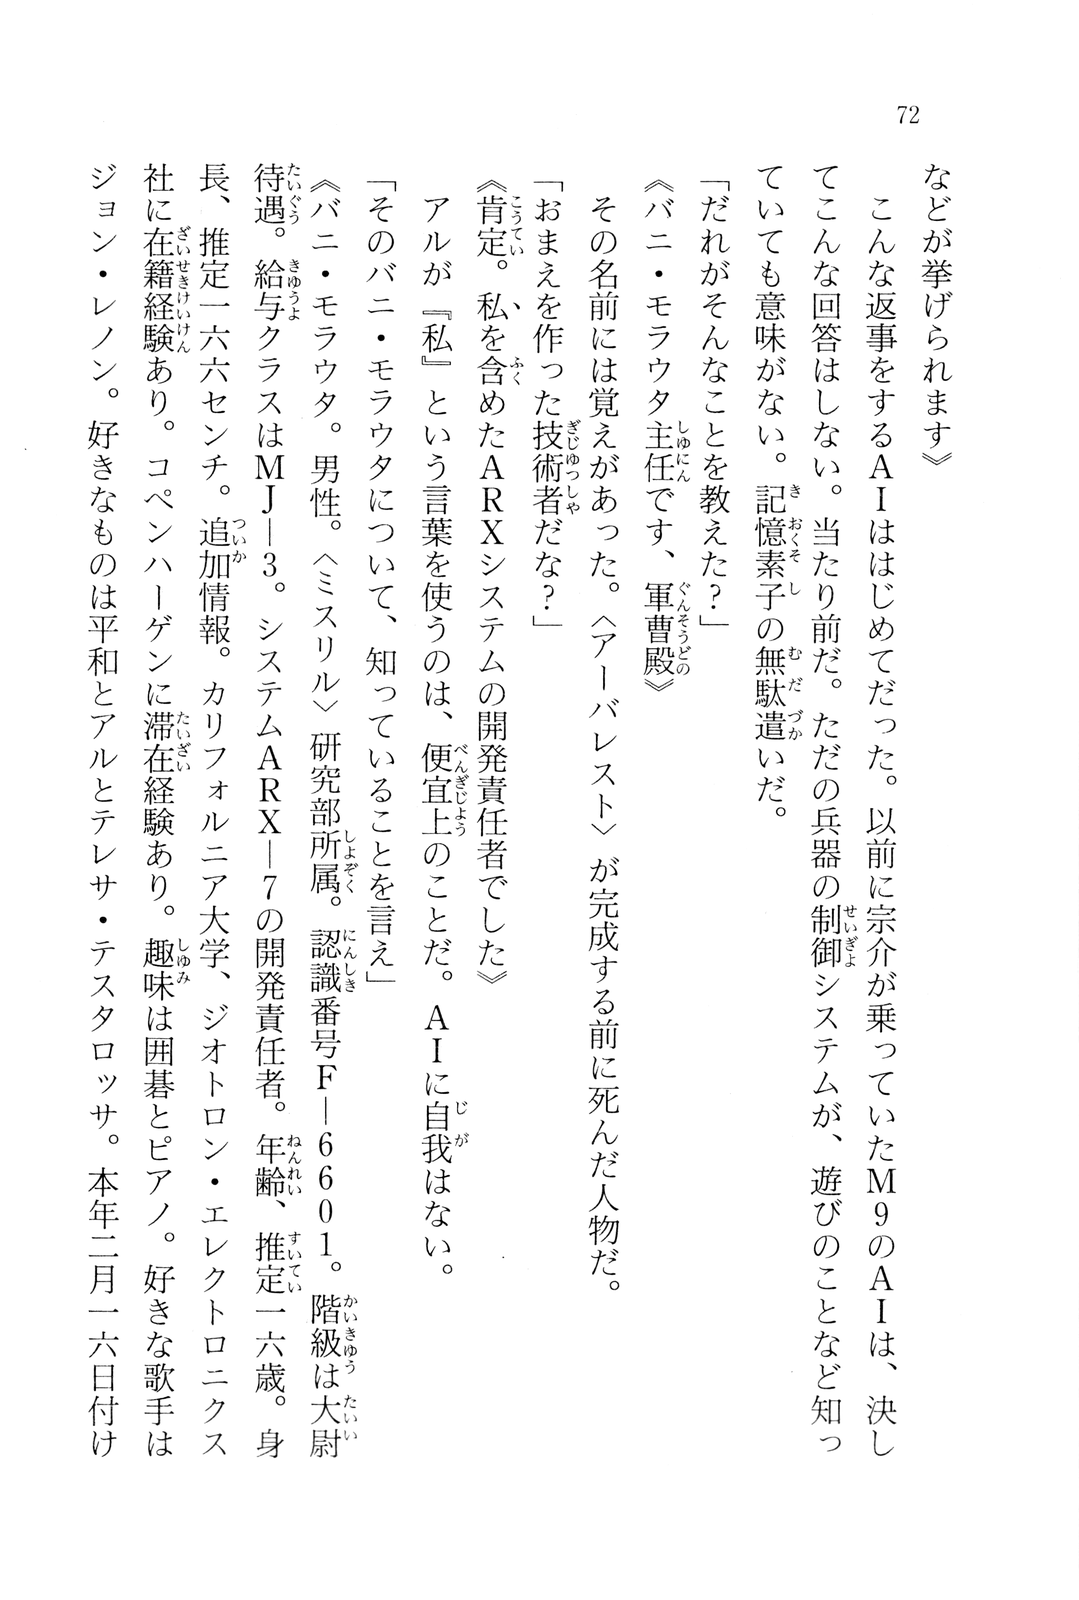 72
などが挙げられます》
　こんな返事をするAIははじめてだった。以前に宗介が乗っていたM9のAIは、決し
てこんな回答はしない。当たり前だ。ただの兵器の制御システムが、遊びのことなど知っ
ていても意味がない。記憶素子の無駄遣いだ。
「だれがそんなことを教えた?」
《バニ・モラウタ主任です、軍曹殿》
　その名前には覚えがあった。〈アーバレスト〉が完成する前に死んだ人物だ。
「おまえを作った技術者だな?」
《肯定。私を含めたARXシステムの開発責任者でした》
　アルが『私』という言葉を使うのは、便宜上のことだ。AIに自我はない。
「そのバニ・モラウタについて、知っていることを言え」
《バニ・モラウタ。男性。〈ミスリル〉研究部所属。認識番号F―6601。階級は大尉
待遇。給与クラスはMJ―3。システムARX―7の開発責任者。年齢、推定一六歳。身
長、推定一六六センチ。追加情報。カリフォルニア大学、ジオトロン・エレクトロニクス
社に在籍経験あり。コペンハーゲンに滞在経験あり。趣味は囲碁とピアノ。好きな歌手は
ジョン・レノン。好きなものは平和とアルとテレサ・テスタロッサ。本年二月一六日付け